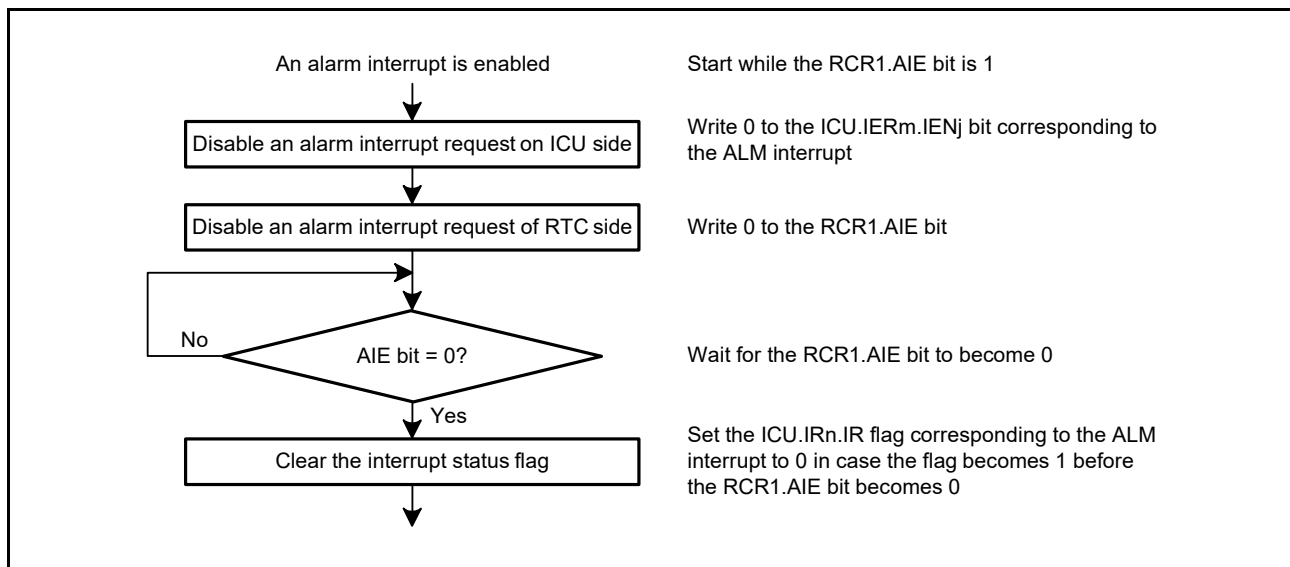 An alarm interrupt is enabled
Start while the RCR1.AIE bit is 1
Disable an alarm interrupt request on ICU side
Write 0 to the ICU.IERm.IENj bit corresponding to
the ALM interrupt
Disable an alarm interrupt request of RTC side
Write 0 to the RCR1.AIE bit
No
AIE bit = 0?
Wait for the RCR1.AIE bit to become 0
Yes
Clear the interrupt status flag
Set the ICU.IRn.IR flag corresponding to the ALM
interrupt to 0 in case the flag becomes 1 before
the RCR1.AIE bit becomes 0